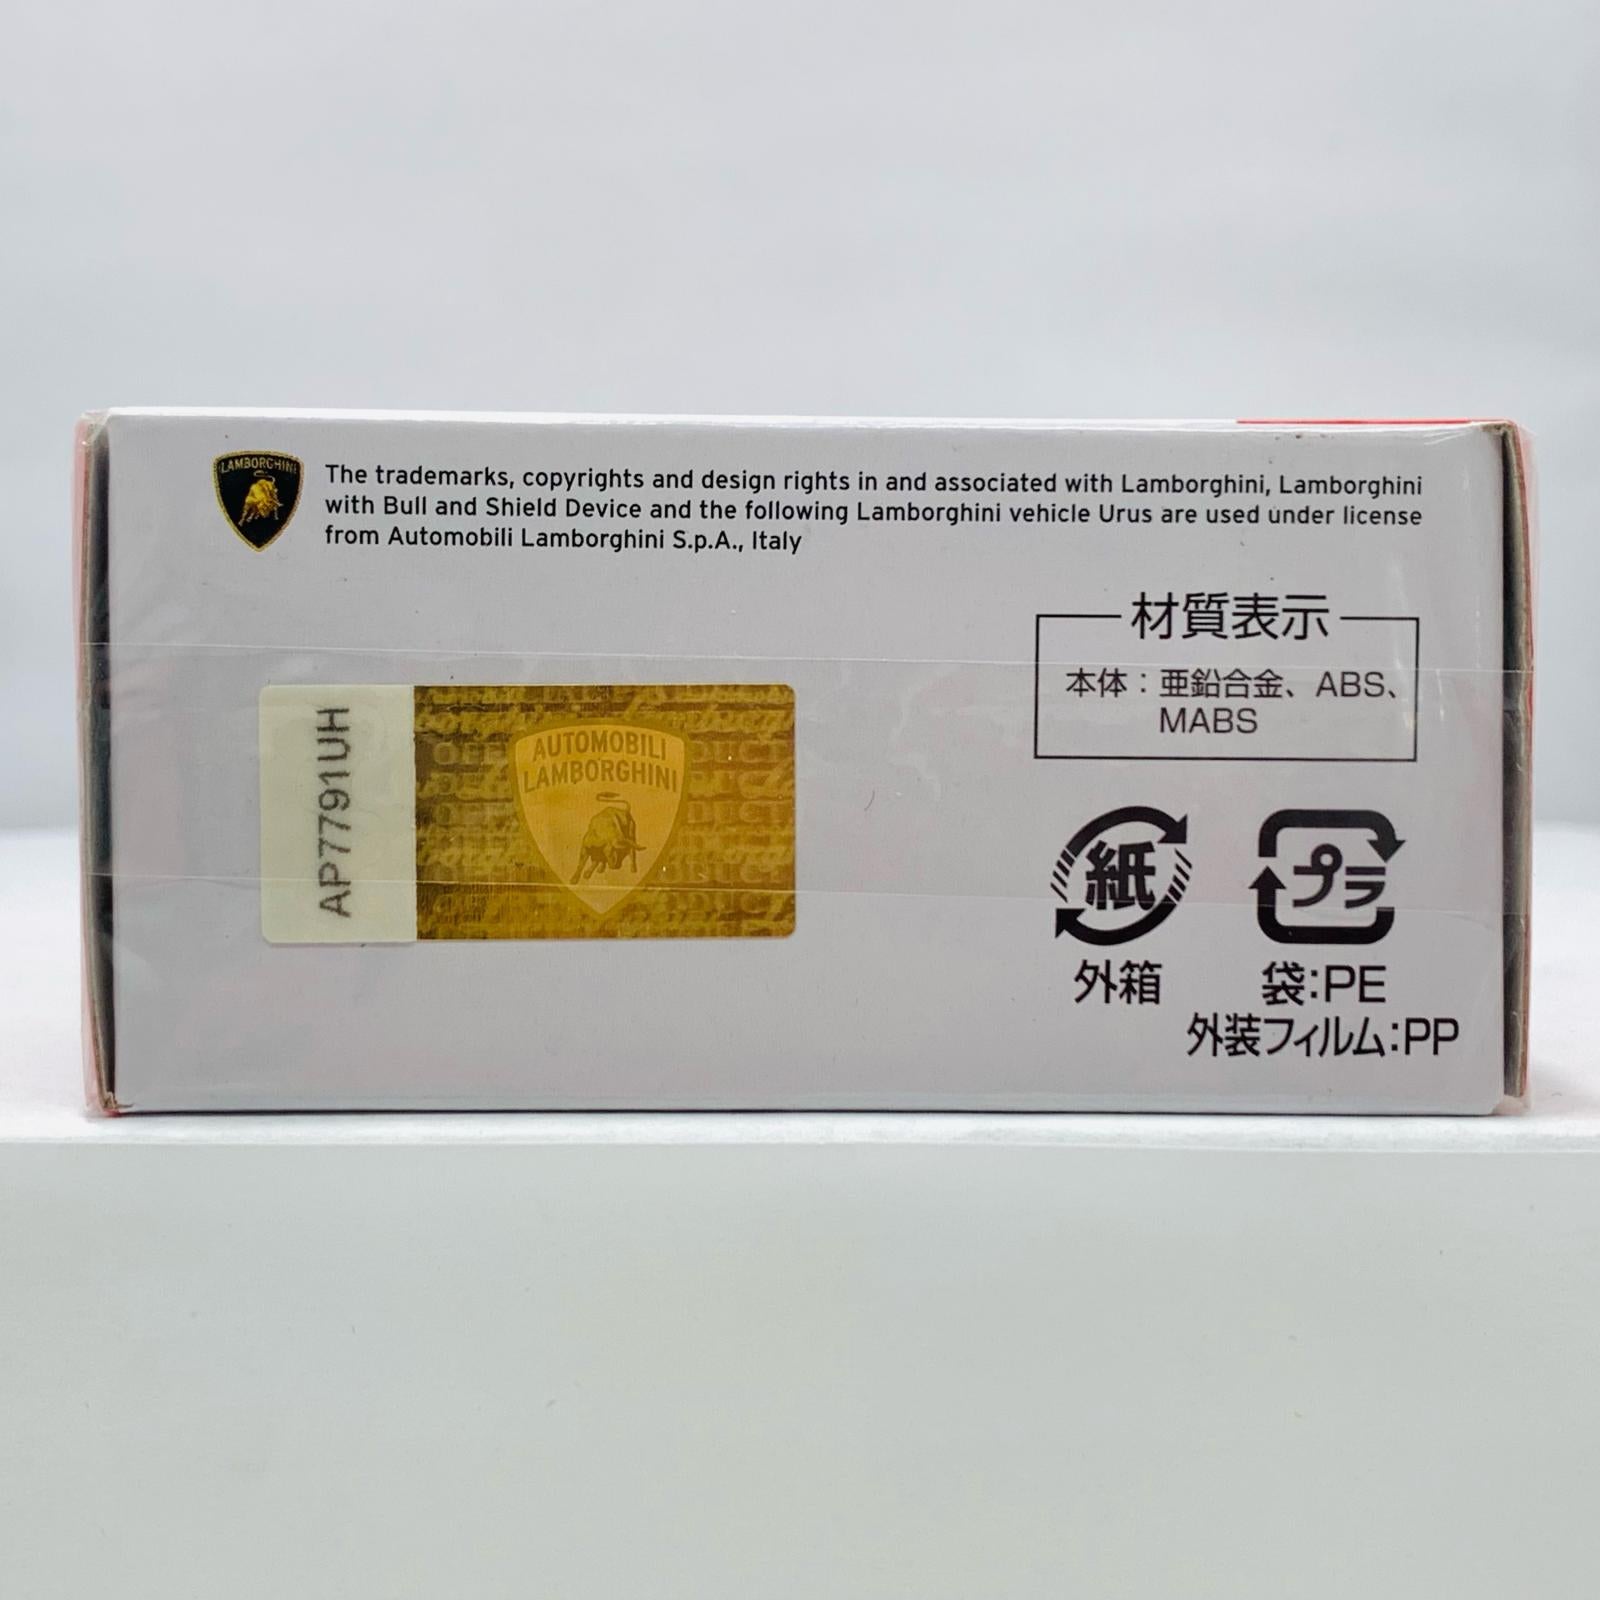 LAMBORGHINI
The trademarks, copyrights and design rights in and associated with Lamborghini, Lamborghini
with Bull and Shield Device and the following Lamborghini vehicle Urus are used under license
from Automobili Lamborghini S.p.A., Italy
材質表示
本体：亜鉛合金、ABS、
MABS
AP7791UH
AUTOMOBILI
LAMBORGHINI
紙
プラ
外箱
袋:PE
外装フィルム:PP